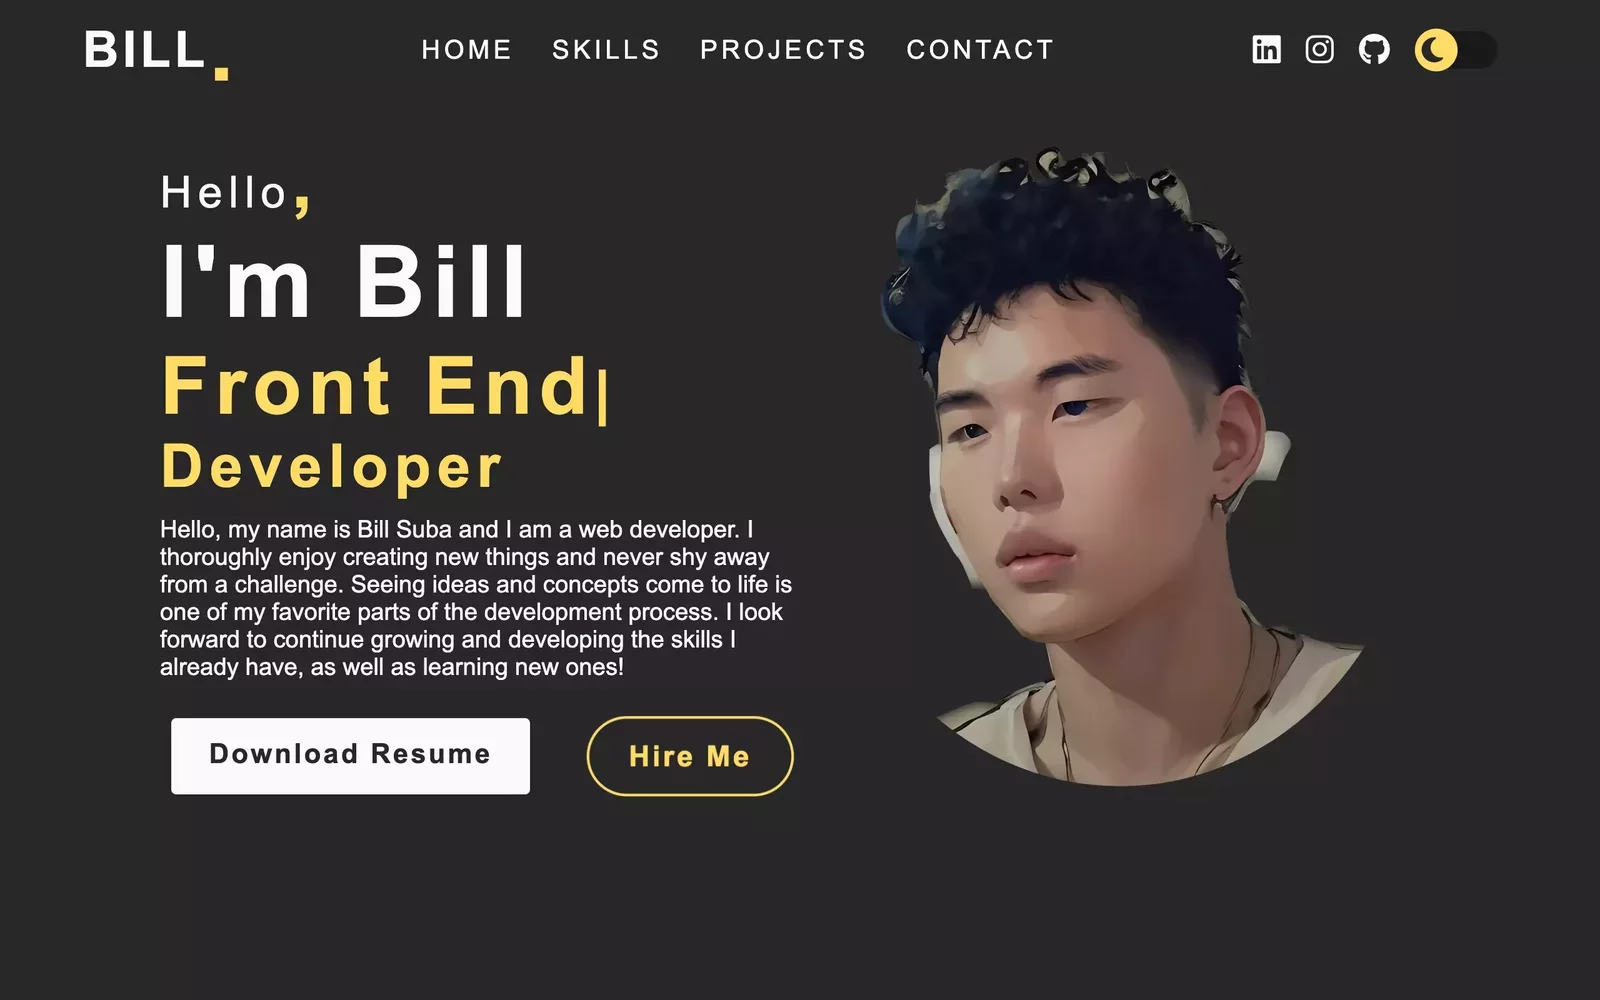 BILL.
HOME SKILLS PROJECTS CONTACT
in
Hello,
I'm Bill
Front End|
Developer
Hello, my name is Bill Suba and I am a web developer. I
thoroughly enjoy creating new things and never shy away
from a challenge. Seeing ideas and concepts come to life is
one of my favorite parts of the development process. I look
forward to continue growing and developing the skills I
already have, as well as learning new ones!
Download Resume
Hire Me